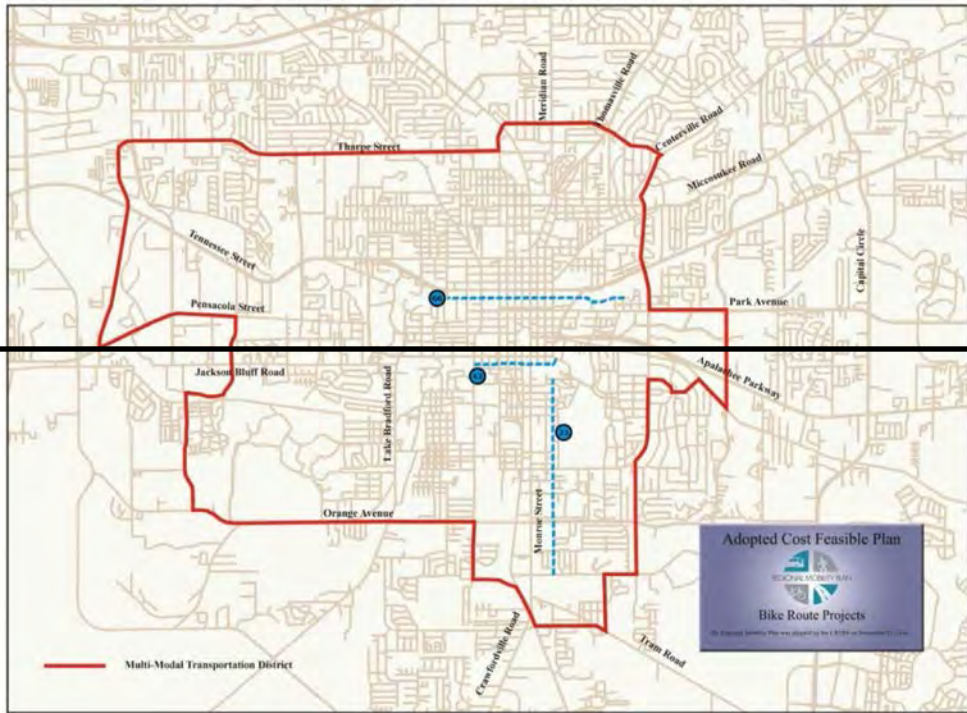 Meridian Road
Thomasville Road
Centerville Road
Tharpe Street
Miccosukee Road
Tennessee Street
Capital Circle
Pensacola Street
Park Avenue
Jackson Bluff Road
Apalachee Parkway
Lake Bradford Road
Orange Avenue
Monroe Street
Adopted Cost Feasible Plan
REGIONAL MOBILITY PLAN
Bike Route Projects
Crawfordville Road
Tram Road
Multi-Modal Transportation District